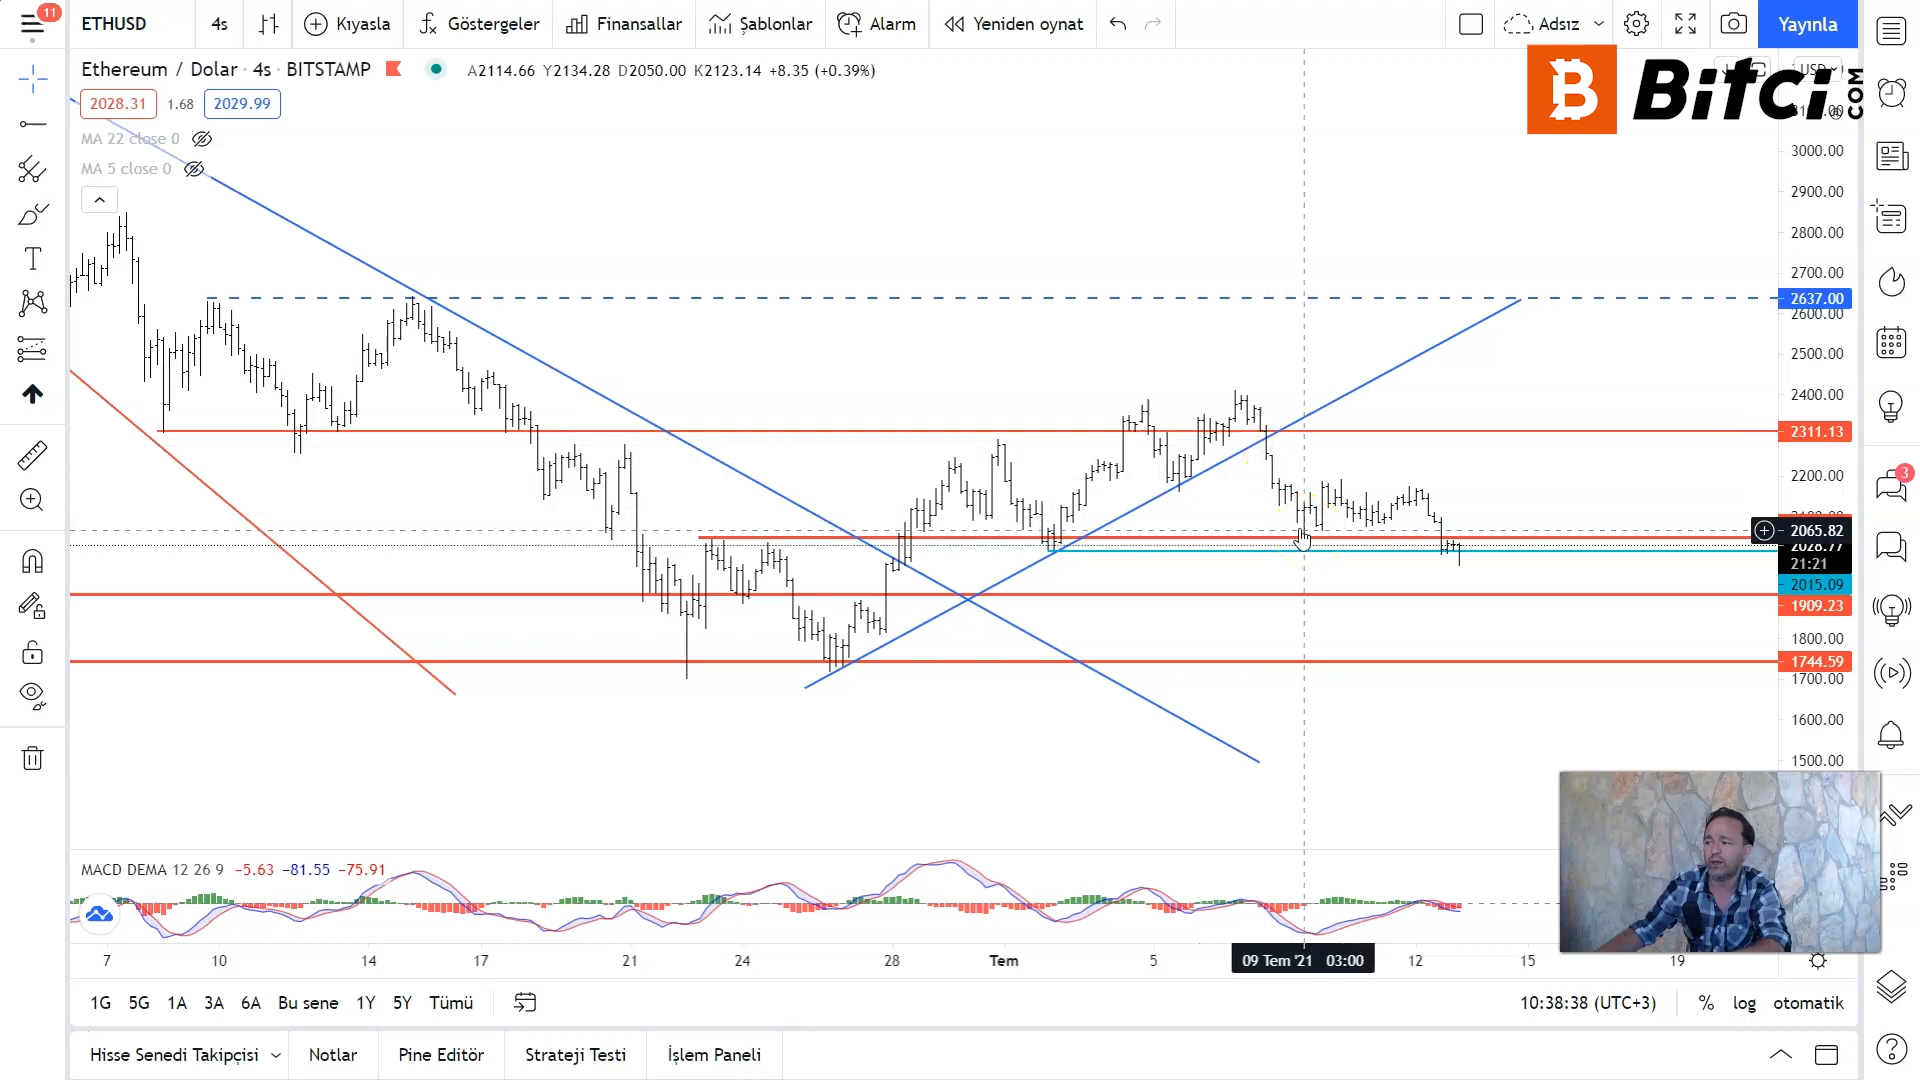 11
ETHUSD
4s
Kıyasla
Göstergeler
Finansallar
Şablonlar
Alarm
Yeniden oynat
Adsız
Yayınla
Ethereum / Dolar · 4s · BITSTAMP
A2114.66 Y2134.28 D2050.00 K2123.14 +8.35 (+0.39%)
USD
Bitci
.COM
2028.31 1.68 2029.99
MA 22 close 0
MA 5 close 0
3000.00
2900.00
2800.00
2700.00
2637.00
2600.00
2500.00
2400.00
2311.13
2200.00
3
2065.82
2028.77
21:21
2015.09
1909.23
1800.00
1744.59
1700.00
1600.00
1500.00
MACD DEMA 12 26 9 −5.63 −81.55 −75.91
7 10 14 17 21 24 28 Tem 5 09 Tem '21 03:00 12 15 19
1G 5G 1A 3A 6A Bu sene 1Y 5Y Tümü
10:38:38 (UTC+3) % log otomatik
Hisse Senedi Takipçisi Notlar Pine Editör Strateji Testi İşlem Paneli